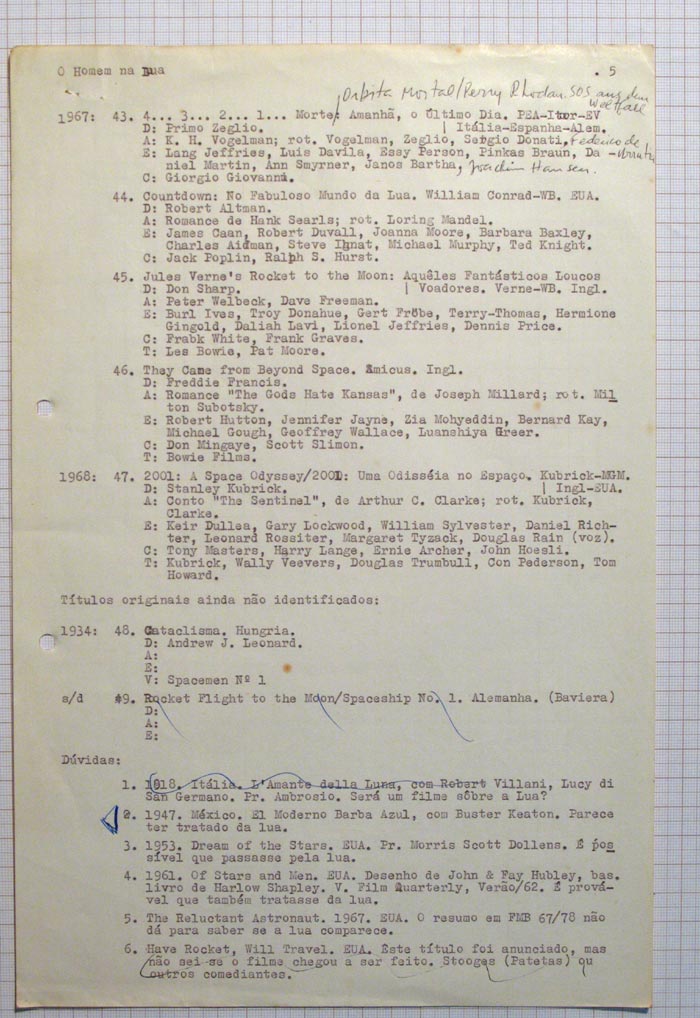 O Homem na Lua . 5
Órbita Mortal/Perry Rhodan. SOS aus dem
Weltall
1967: 43. 4... 3... 2... 1... Morte; Amanhã, o Último Dia. PEA-Itor-EV
D: Primo Zeglio. | Itália-Espanha-Alem.
A: K. H. Vogelman; rot. Vogelman, Zeglio, Sergio Donati, Federico de
E: Lang Jeffries, Luis Davila, Essy Person, Pinkas Braun, Da - Urrutia
niel Martin, Ann Smyrner, Janos Bartha, Joachim Hansen.
C: Giorgio Giovanni.
44. Countdown: No Fabuloso Mundo da Lua. William Conrad-WB. EUA.
D: Robert Altman.
A: Romance de Hank Searls; rot. Loring Mandel.
E: James Caan, Robert Duvall, Joanna Moore, Barbara Baxley,
Charles Aidman, Steve Ihnat, Michael Murphy, Ted Knight.
C: Jack Poplin, Ralph S. Hurst.
45. Jules Verne's Rocket to the Moon: Aquêles Fantásticos Loucos
D: Don Sharp. | Voadores. Verne-WB. Ingl.
A: Peter Welbeck, Dave Freeman.
E: Burl Ives, Troy Donahue, Gert Fröbe, Terry-Thomas, Hermione
Gingold, Daliah Lavi, Lionel Jeffries, Dennis Price.
C: Frabk White, Frank Graves.
T: Les Bowie, Pat Moore.
46. They Came from Beyond Space. Amicus. Ingl.
D: Freddie Francis.
A: Romance "The Gods Hate Kansas", de Joseph Millard; rot. Mil
ton Subotsky.
E: Robert Hutton, Jennifer Jayne, Zia Mohyeddin, Bernard Kay,
Michael Gough, Geoffrey Wallace, Luanshiya Greer.
C: Don Mingaye, Scott Slimon.
T: Bowie Films.
1968: 47. 2001: A Space Odyssey/2001: Uma Odisséia no Espaço. Kubrick-MGM.
D: Stanley Kubrick. | Ingl-EUA.
A: Conto "The Sentinel", de Arthur C. Clarke; rot. Kubrick,
Clarke.
E: Keir Dullea, Gary Lockwood, William Sylvester, Daniel Rich-
ter, Leonard Rossiter, Margaret Tyzack, Douglas Rain (voz).
C: Tony Masters, Harry Lange, Ernie Archer, John Hoesli.
T: Kubrick, Wally Veevers, Douglas Trumbull, Con Pederson, Tom
Howard.
Títulos originais ainda não identificados:
1934: 48. Cataclisma. Hungria.
D: Andrew J. Leonard.
A:
E:
V: Spacemen Nº 1
s/d 49. Rocket Flight to the Moon/Spaceship No. 1. Alemanha. (Baviera)
D:
A:
E:
Dúvidas:
1. 1918. Itália. L'Amante della Luna, com Robert Villani, Lucy di
San Germano. Pr. Ambrosio. Será um filme sôbre a Lua?
2. 1947. México. El Moderno Barba Azul, com Buster Keaton. Parece
ter tratado da lua.
3. 1953. Dream of the Stars. EUA. Pr. Morris Scott Dollens. É pos
sível que passasse pela lua.
4. 1961. Of Stars and Men. EUA. Desenho de John & Fay Hubley, bas.
livro de Harlow Shapley. V. Film Quarterly, Verão/62. É prová-
vel que também tratasse da lua.
5. The Reluctant Astronaut. 1967. EUA. O resumo em FMB 67/78 não
dá para saber se a lua comparece.
6. Have Rocket, Will Travel. EUA. Êste título foi anunciado, mas
não sei se o filme chegou a ser feito. Stooges (Patetas) ou
outros comediantes.